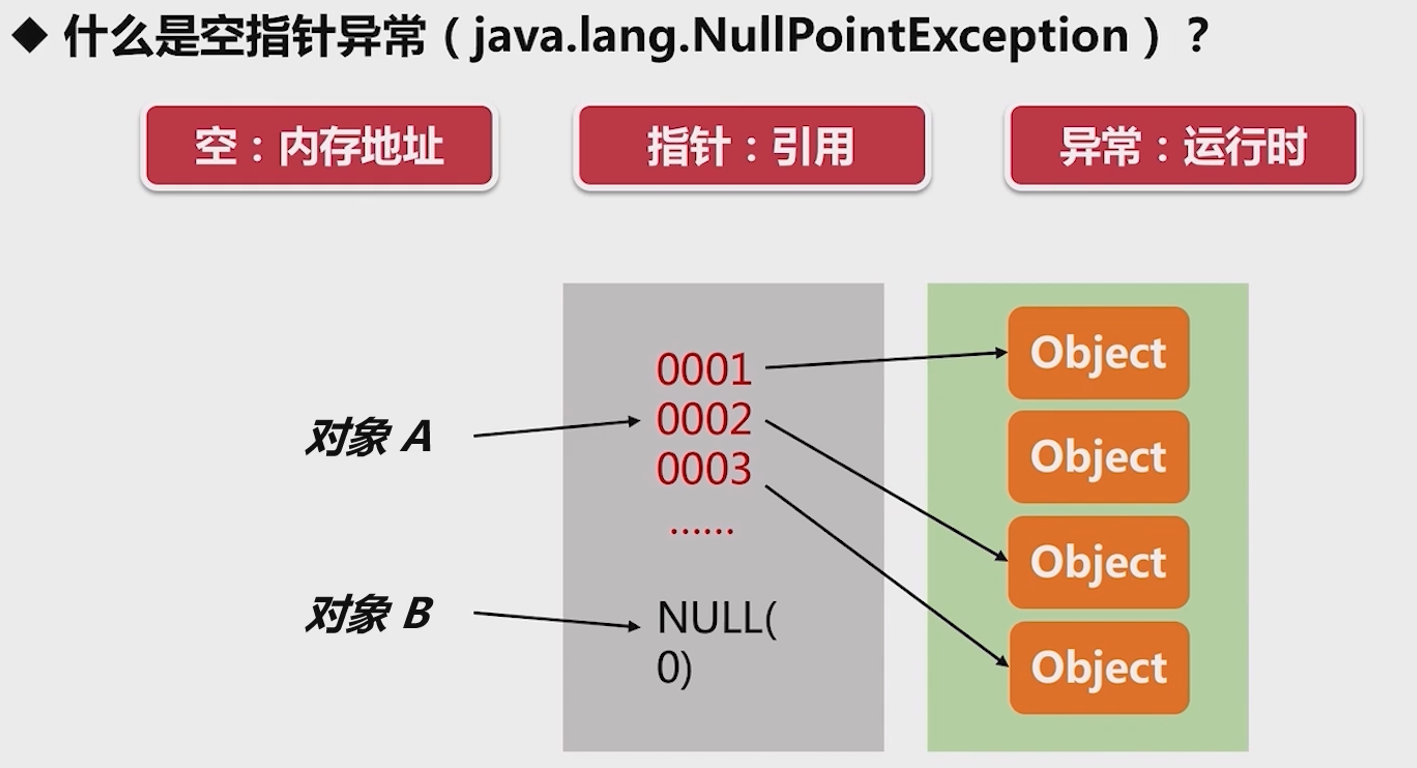 ◆ 什么是空指针异常（java.lang.NullPointException）？
空：内存地址
指针：引用
异常：运行时
对象 A
对象 B
0001
0002
0003
……
NULL(
0)
Object
Object
Object
Object